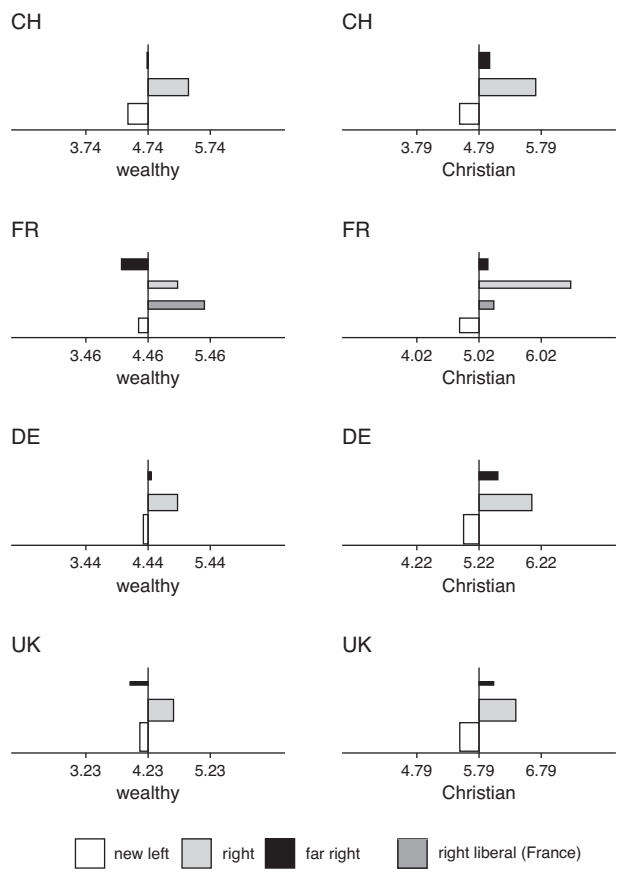 CH
CH
3.74 4.74 5.74
wealthy
3.79 4.79 5.79
Christian
FR
FR
3.46 4.46 5.46
wealthy
4.02 5.02 6.02
Christian
DE
DE
3.44 4.44 5.44
wealthy
4.22 5.22 6.22
Christian
UK
UK
3.23 4.23 5.23
wealthy
4.79 5.79 6.79
Christian
new left right far right right liberal (France)